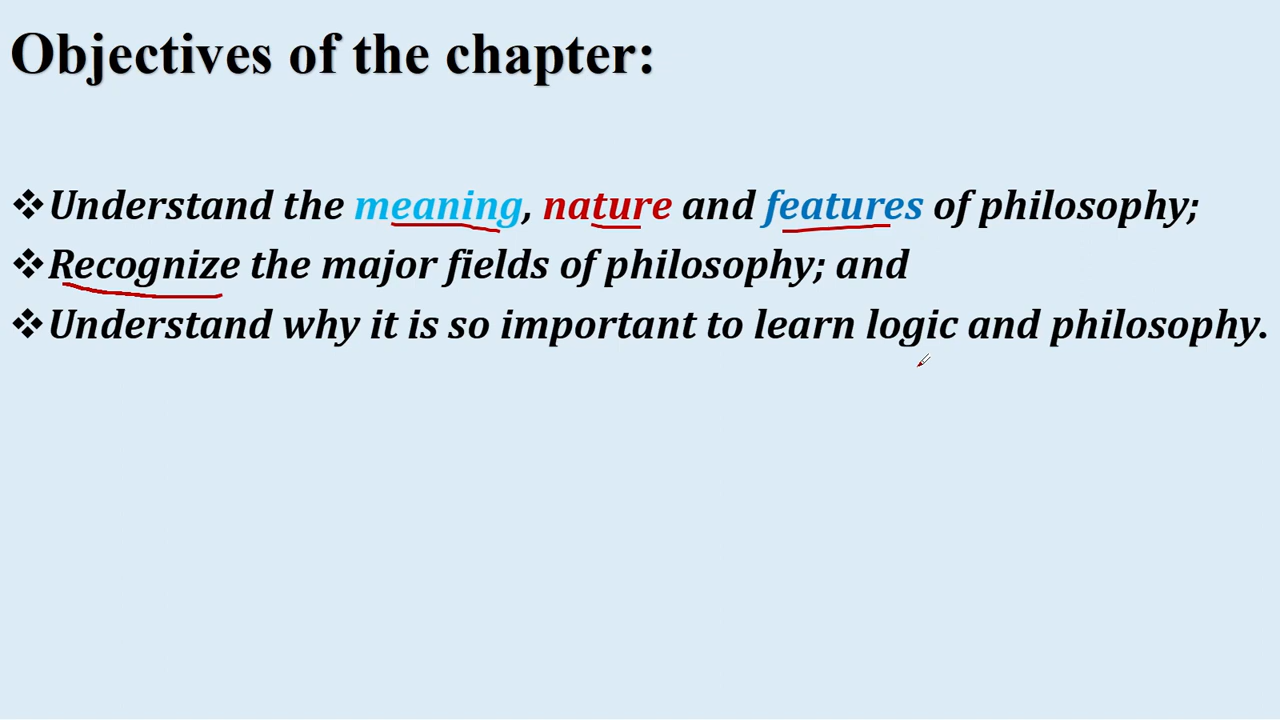 Objectives of the chapter:
❖Understand the meaning, nature and features of philosophy;
❖Recognize the major fields of philosophy; and
❖Understand why it is so important to learn logic and philosophy.